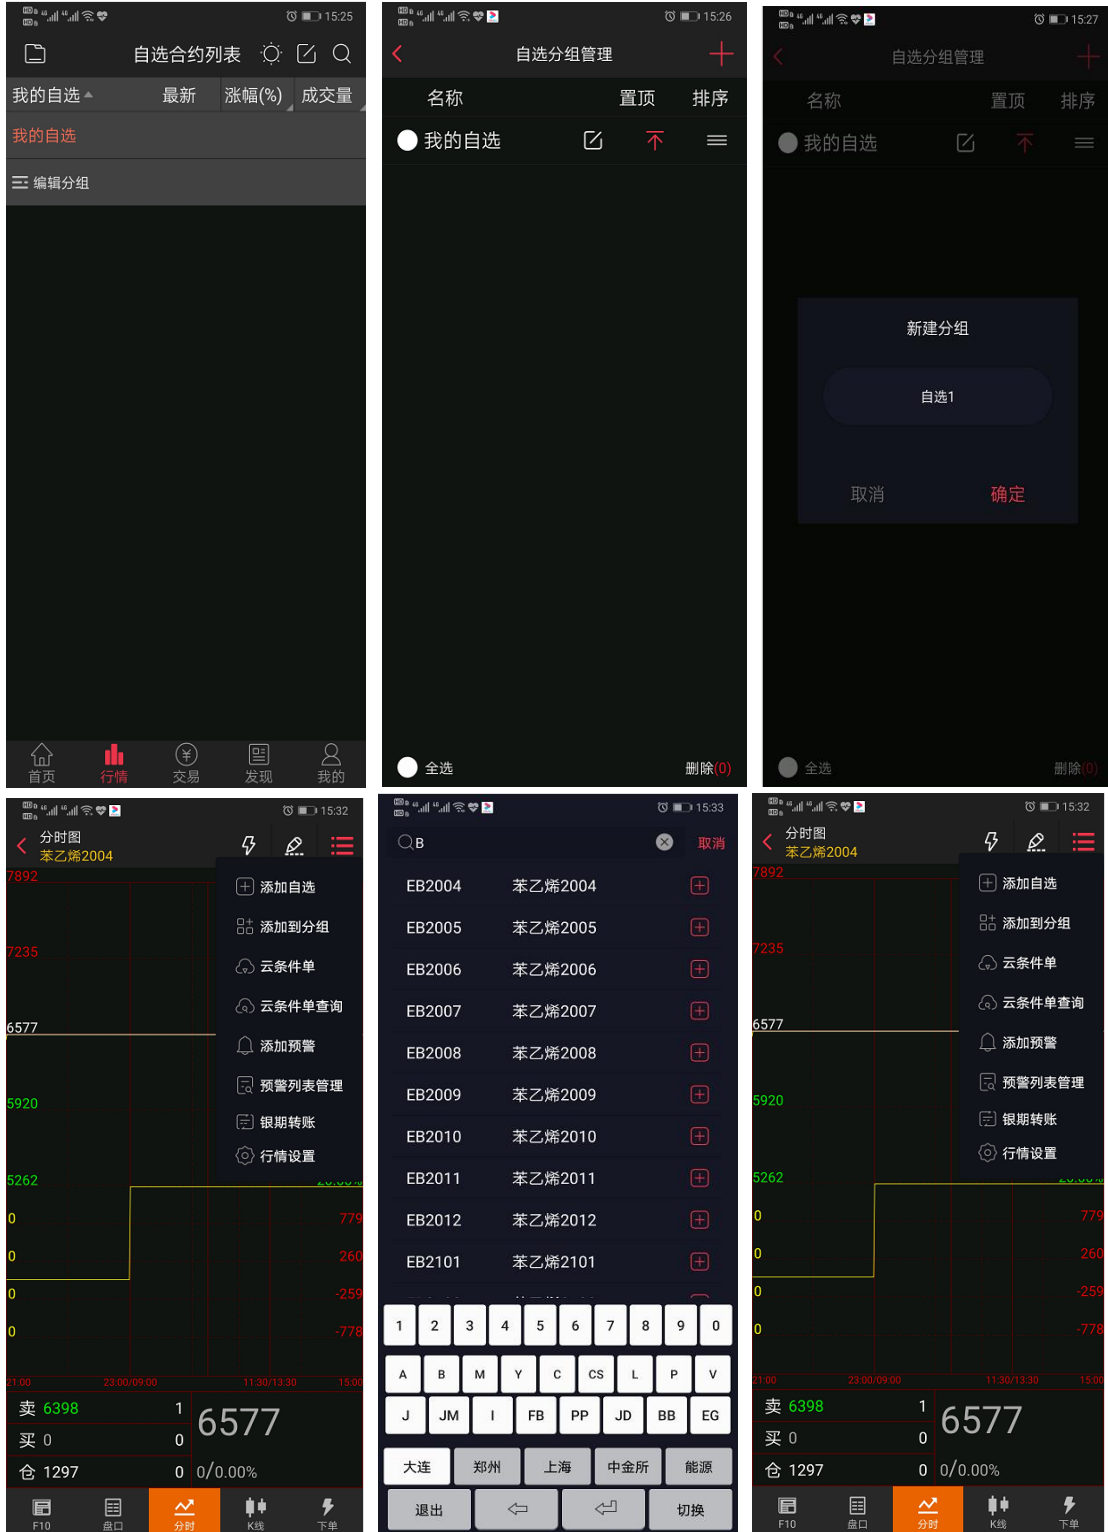 15:25
自选合约列表
我的自选 最新 涨幅(%) 成交量
我的自选
编辑分组
首页 行情 交易 发现 我的
15:26
自选分组管理
名称 置顶 排序
我的自选
全选 删除(0)
15:27
自选分组管理
名称 置顶 排序
我的自选
新建分组
自选1
取消 确定
全选 删除(0)
15:32
分时图
苯乙烯2004
7892
添加自选
添加到分组
7235
云条件单
云条件单查询
6577
添加预警
预警列表管理
5920
银期转账
行情设置
5262
0 779
0 260
0 -259
0 -778
21:00 23:00/09:00 11:30/13:30 15:00
卖 6398 1
6577
买 0 0
仓 1297 0 0/0.00%
F10 盘口 分时 K线 下单
15:33
B 取消
EB2004 苯乙烯2004
EB2005 苯乙烯2005
EB2006 苯乙烯2006
EB2007 苯乙烯2007
EB2008 苯乙烯2008
EB2009 苯乙烯2009
EB2010 苯乙烯2010
EB2011 苯乙烯2011
EB2012 苯乙烯2012
EB2101 苯乙烯2101
1 2 3 4 5 6 7 8 9 0
A B M Y C CS L P V
J JM I FB PP JD BB EG
大连 郑州 上海 中金所 能源
退出 切换
15:32
分时图
苯乙烯2004
7892
添加自选
添加到分组
7235
云条件单
云条件单查询
6577
添加预警
预警列表管理
5920
银期转账
行情设置
5262
0 779
0 260
0 -259
0 -778
21:00 23:00/09:00 11:30/13:30 15:00
卖 6398 1
6577
买 0 0
仓 1297 0 0/0.00%
F10 盘口 分时 K线 下单